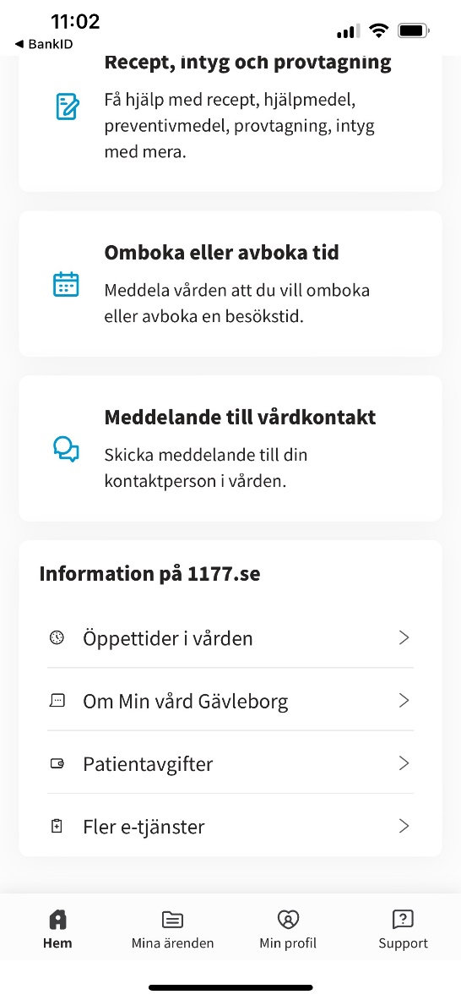 11:02
◀ BankID
Recept, intyg och provtagning
Få hjälp med recept, hjälpmedel,
preventivmedel, provtagning, intyg
med mera.
Omboka eller avboka tid
Meddela vården att du vill omboka
eller avboka en besökstid.
Meddelande till vårdkontakt
Skicka meddelande till din
kontaktperson i vården.
Information på 1177.se
Öppettider i vården
Om Min vård Gävleborg
Patientavgifter
Fler e-tjänster
Hem Mina ärenden Min profil Support